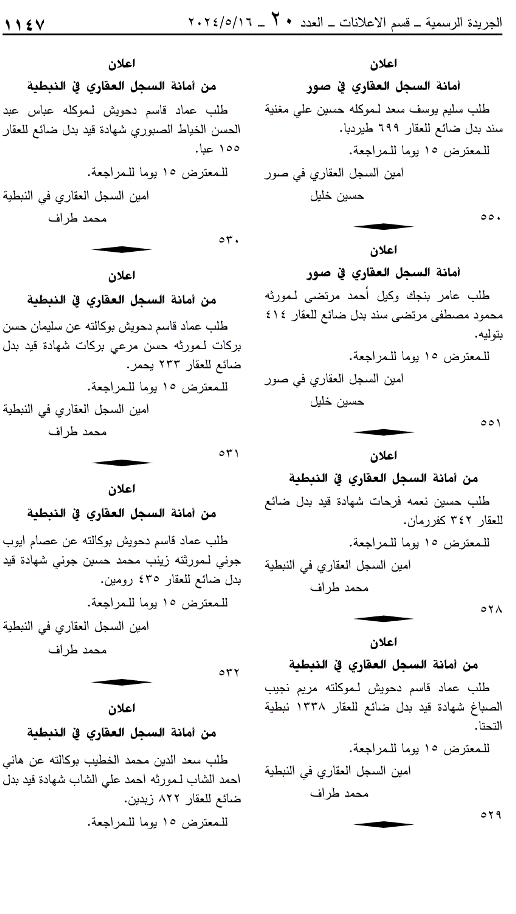 الجريدة الرسمية ــ قسم الاعلانات ــ العدد ٢٠ ــ ٢٠٢٤/٥/١٦
١١٤٧
اعلان
أمانة السجل العقاري في صور
طلب سليم يوسف سعد لموكله حسين علي مغنية
سند بدل ضائع للعقار ٦٩٩ طيردبا.
للمعترض ١٥ يوما للمراجعة.
امين السجل العقاري في صور
حسين خليل
٥٥٠
اعلان
أمانة السجل العقاري في صور
طلب عامر بنجك وكيل أحمد مرتضى لمورثه
محمود مصطفى مرتضى سند بدل ضائع للعقار ٤١٤
بتوليه.
للمعترض ١٥ يوما للمراجعة.
امين السجل العقاري في صور
حسين خليل
٥٥١
اعلان
من أمانة السجل العقاري في النبطية
طلب حسين نعمه فرحات شهادة قيد بدل ضائع
للعقار ٣٤٢ كفررمان.
للمعترض ١٥ يوما للمراجعة.
امين السجل العقاري في النبطية
محمد طراف
٥٢٨
اعلان
من أمانة السجل العقاري في النبطية
طلب عماد قاسم دحويش لموكلته مريم نجيب
الصباغ شهادة قيد بدل ضائع للعقار ١٣٣٨ نبطية
التحتا.
للمعترض ١٥ يوما للمراجعة.
امين السجل العقاري في النبطية
محمد طراف
٥٢٩
اعلان
من أمانة السجل العقاري في النبطية
طلب عماد قاسم دحويش لموكله عباس عبد
الحسن الخياط الصبوري شهادة قيد بدل ضائع للعقار
١٥٥ عبا.
للمعترض ١٥ يوما للمراجعة.
امين السجل العقاري في النبطية
محمد طراف
٥٣٠
اعلان
من أمانة السجل العقاري في النبطية
طلب عماد قاسم دحويش بوكالته عن سليمان حسن
بركات لمورثه حسن مرعي بركات شهادة قيد بدل
ضائع للعقار ٢٣٣ يحمر.
للمعترض ١٥ يوما للمراجعة.
امين السجل العقاري في النبطية
محمد طراف
٥٣١
اعلان
من أمانة السجل العقاري في النبطية
طلب عماد قاسم دحويش بوكالته عن عصام ايوب
جوني لمورثته زينب محمد حسين جوني شهادة قيد
بدل ضائع للعقار ٤٣٥ رومين.
للمعترض ١٥ يوما للمراجعة.
امين السجل العقاري في النبطية
محمد طراف
٥٣٢
اعلان
من أمانة السجل العقاري في النبطية
طلب سعد الدين محمد الخطيب بوكالته عن هاني
احمد الشاب لمورثه احمد علي الشاب شهادة قيد بدل
ضائع للعقار ٨٢٢ زبدين.
للمعترض ١٥ يوما للمراجعة.